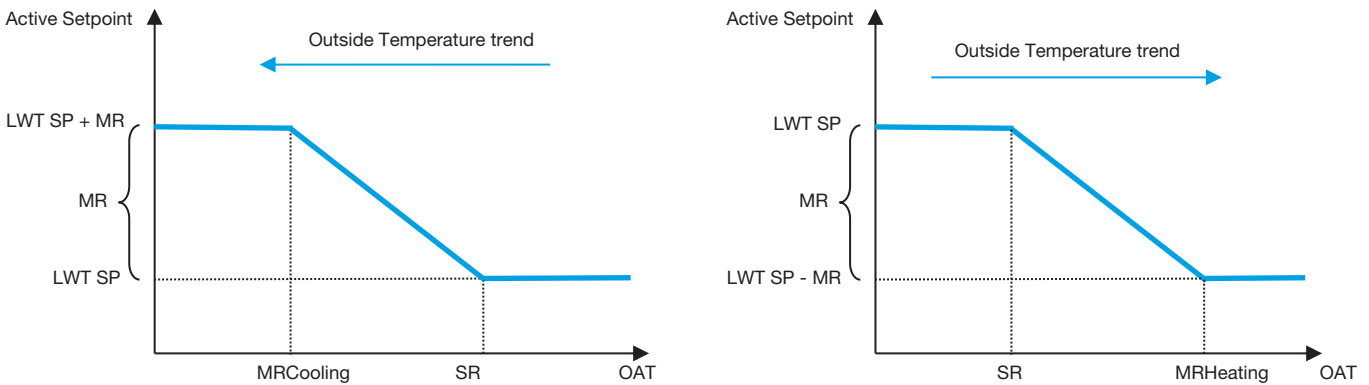 Active Setpoint
Outside Temperature trend
LWT SP + MR
MR
LWT SP
MRCooling
SR
OAT
Active Setpoint
Outside Temperature trend
LWT SP
MR
LWT SP - MR
SR
MRHeating
OAT